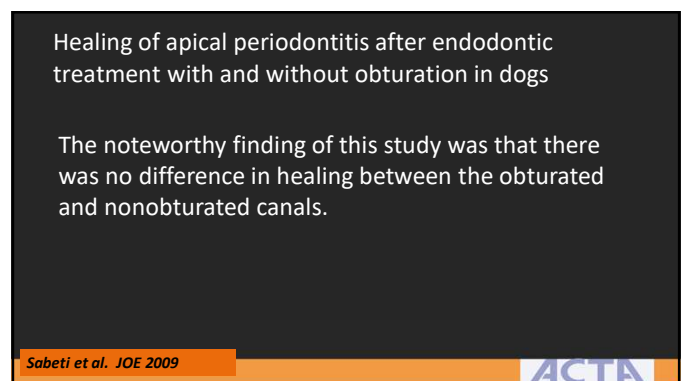 Healing of apical periodontitis after endodontic
treatment with and without obturation in dogs
The noteworthy finding of this study was that there
was no difference in healing between the obturated
and nonobturated canals.
Sabeti et al. JOE 2009
ACTA